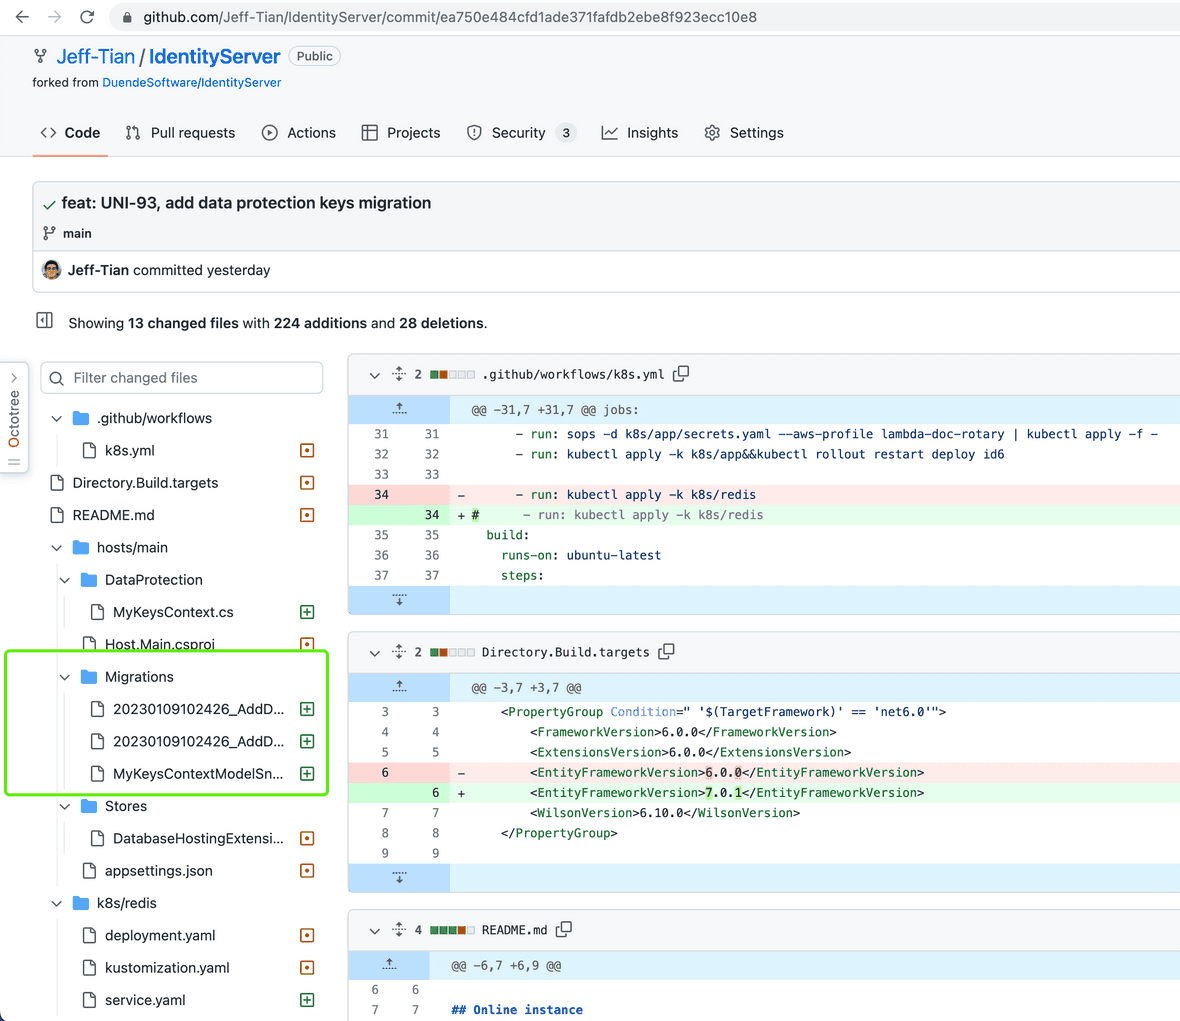 github.com/Jeff-Tian/IdentityServer/commit/ea750e484cfd1ade371fafdb2ebe8f923ecc10e8
Jeff-Tian / IdentityServer Public
forked from DuendeSoftware/IdentityServer
Code Pull requests Actions Projects Security 3 Insights Settings
feat: UNI-93, add data protection keys migration
main
Jeff-Tian committed yesterday
Showing 13 changed files with 224 additions and 28 deletions.
Octotree
Filter changed files
.github/workflows
k8s.yml
Directory.Build.targets
README.md
hosts/main
DataProtection
MyKeysContext.cs
Host.Main.csproj
Migrations
20230109102426_AddD...
20230109102426_AddD...
MyKeysContextModelSn...
Stores
DatabaseHostingExtensi...
appsettings.json
k8s/redis
deployment.yaml
kustomization.yaml
service.yaml
2 .github/workflows/k8s.yml
@@ -31,7 +31,7 @@ jobs:
31 31 - run: sops -d k8s/app/secrets.yaml --aws-profile lambda-doc-rotary | kubectl apply -f -
32 32 - run: kubectl apply -k k8s/app&&kubectl rollout restart deploy id6
33 33
34 - - run: kubectl apply -k k8s/redis
34 + # - run: kubectl apply -k k8s/redis
35 35 build:
36 36 runs-on: ubuntu-latest
37 37 steps:
2 Directory.Build.targets
@@ -3,7 +3,7 @@
3 3 <PropertyGroup Condition=" '$(TargetFramework)' == 'net6.0'">
4 4 <FrameworkVersion>6.0.0</FrameworkVersion>
5 5 <ExtensionsVersion>6.0.0</ExtensionsVersion>
6 - <EntityFrameworkVersion>6.0.0</EntityFrameworkVersion>
6 + <EntityFrameworkVersion>7.0.1</EntityFrameworkVersion>
7 7 <WilsonVersion>6.10.0</WilsonVersion>
8 8 </PropertyGroup>
9 9
4 README.md
@@ -6,7 +6,9 @@
6 6
7 7 ## Online instance